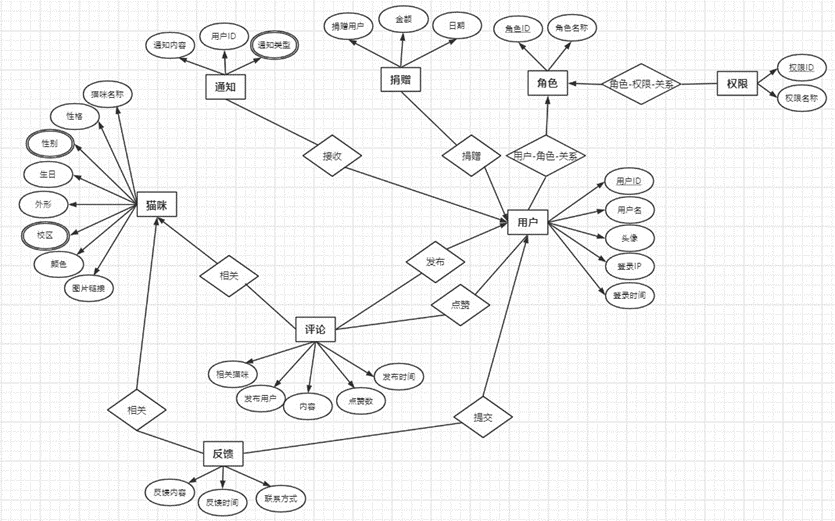 捐赠用户
金额
日期
角色ID
角色名称
通知内容
用户ID
通知类型
通知
捐赠
角色
角色-权限-关系
权限
权限ID
权限名称
猫咪名称
性格
性别
生日
外形
校区
颜色
图片链接
猫咪
接收
捐赠
用户-角色-关系
用户
用户ID
用户名
头像
登录IP
登录时间
相关
发布
点赞
评论
相关猫咪
发布用户
内容
点赞数
发布时间
相关
提交
反馈
反馈内容
反馈时间
联系方式